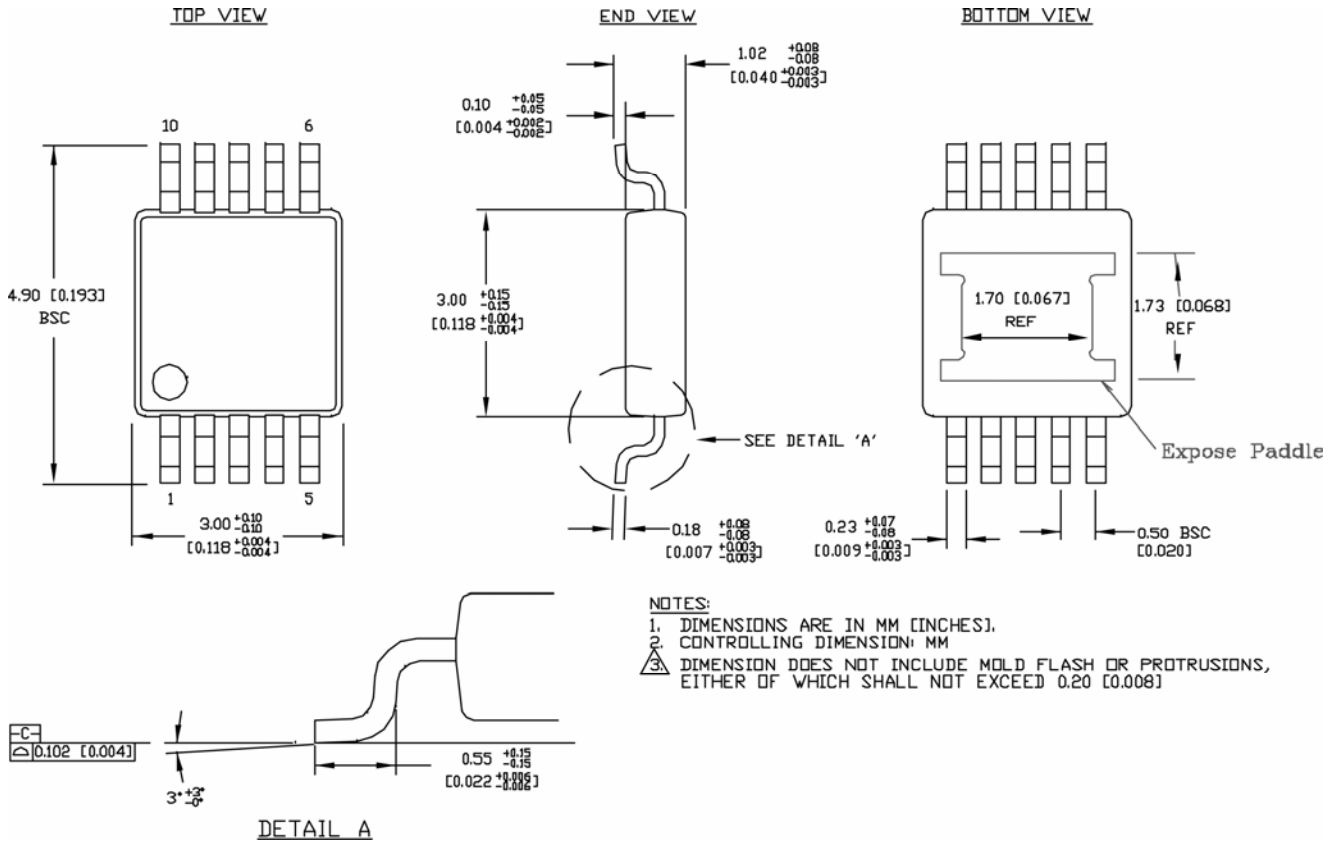 TOP VIEW
END VIEW
BOTTOM VIEW
1.02 +0.08 -0.08
[0.040 +0.003 -0.003]
0.10 +0.05 -0.05
[0.004 +0.002 -0.002]
10
6
4.90 [0.193]
BSC
3.00 +0.15 -0.15
[0.118 +0.004 -0.004]
1.70 [0.067]
REF
1.73 [0.068]
REF
SEE DETAIL 'A'
Expose Paddle
1
5
3.00 +0.10 -0.10
[0.118 +0.004 -0.004]
0.18 +0.08 -0.08
[0.007 +0.003 -0.003]
0.23 +0.07 -0.08
[0.009 +0.003 -0.003]
0.50 BSC
[0.020]
NOTES:
1. DIMENSIONS ARE IN MM [INCHES].
2. CONTROLLING DIMENSION: MM
3. DIMENSION DOES NOT INCLUDE MOLD FLASH OR PROTRUSIONS,
EITHER OF WHICH SHALL NOT EXCEED 0.20 [0.008]
-C-
⌓ 0.102 [0.004]
3° +3° -0°
0.55 +0.15 -0.15
[0.022 +0.006 -0.006]
DETAIL A